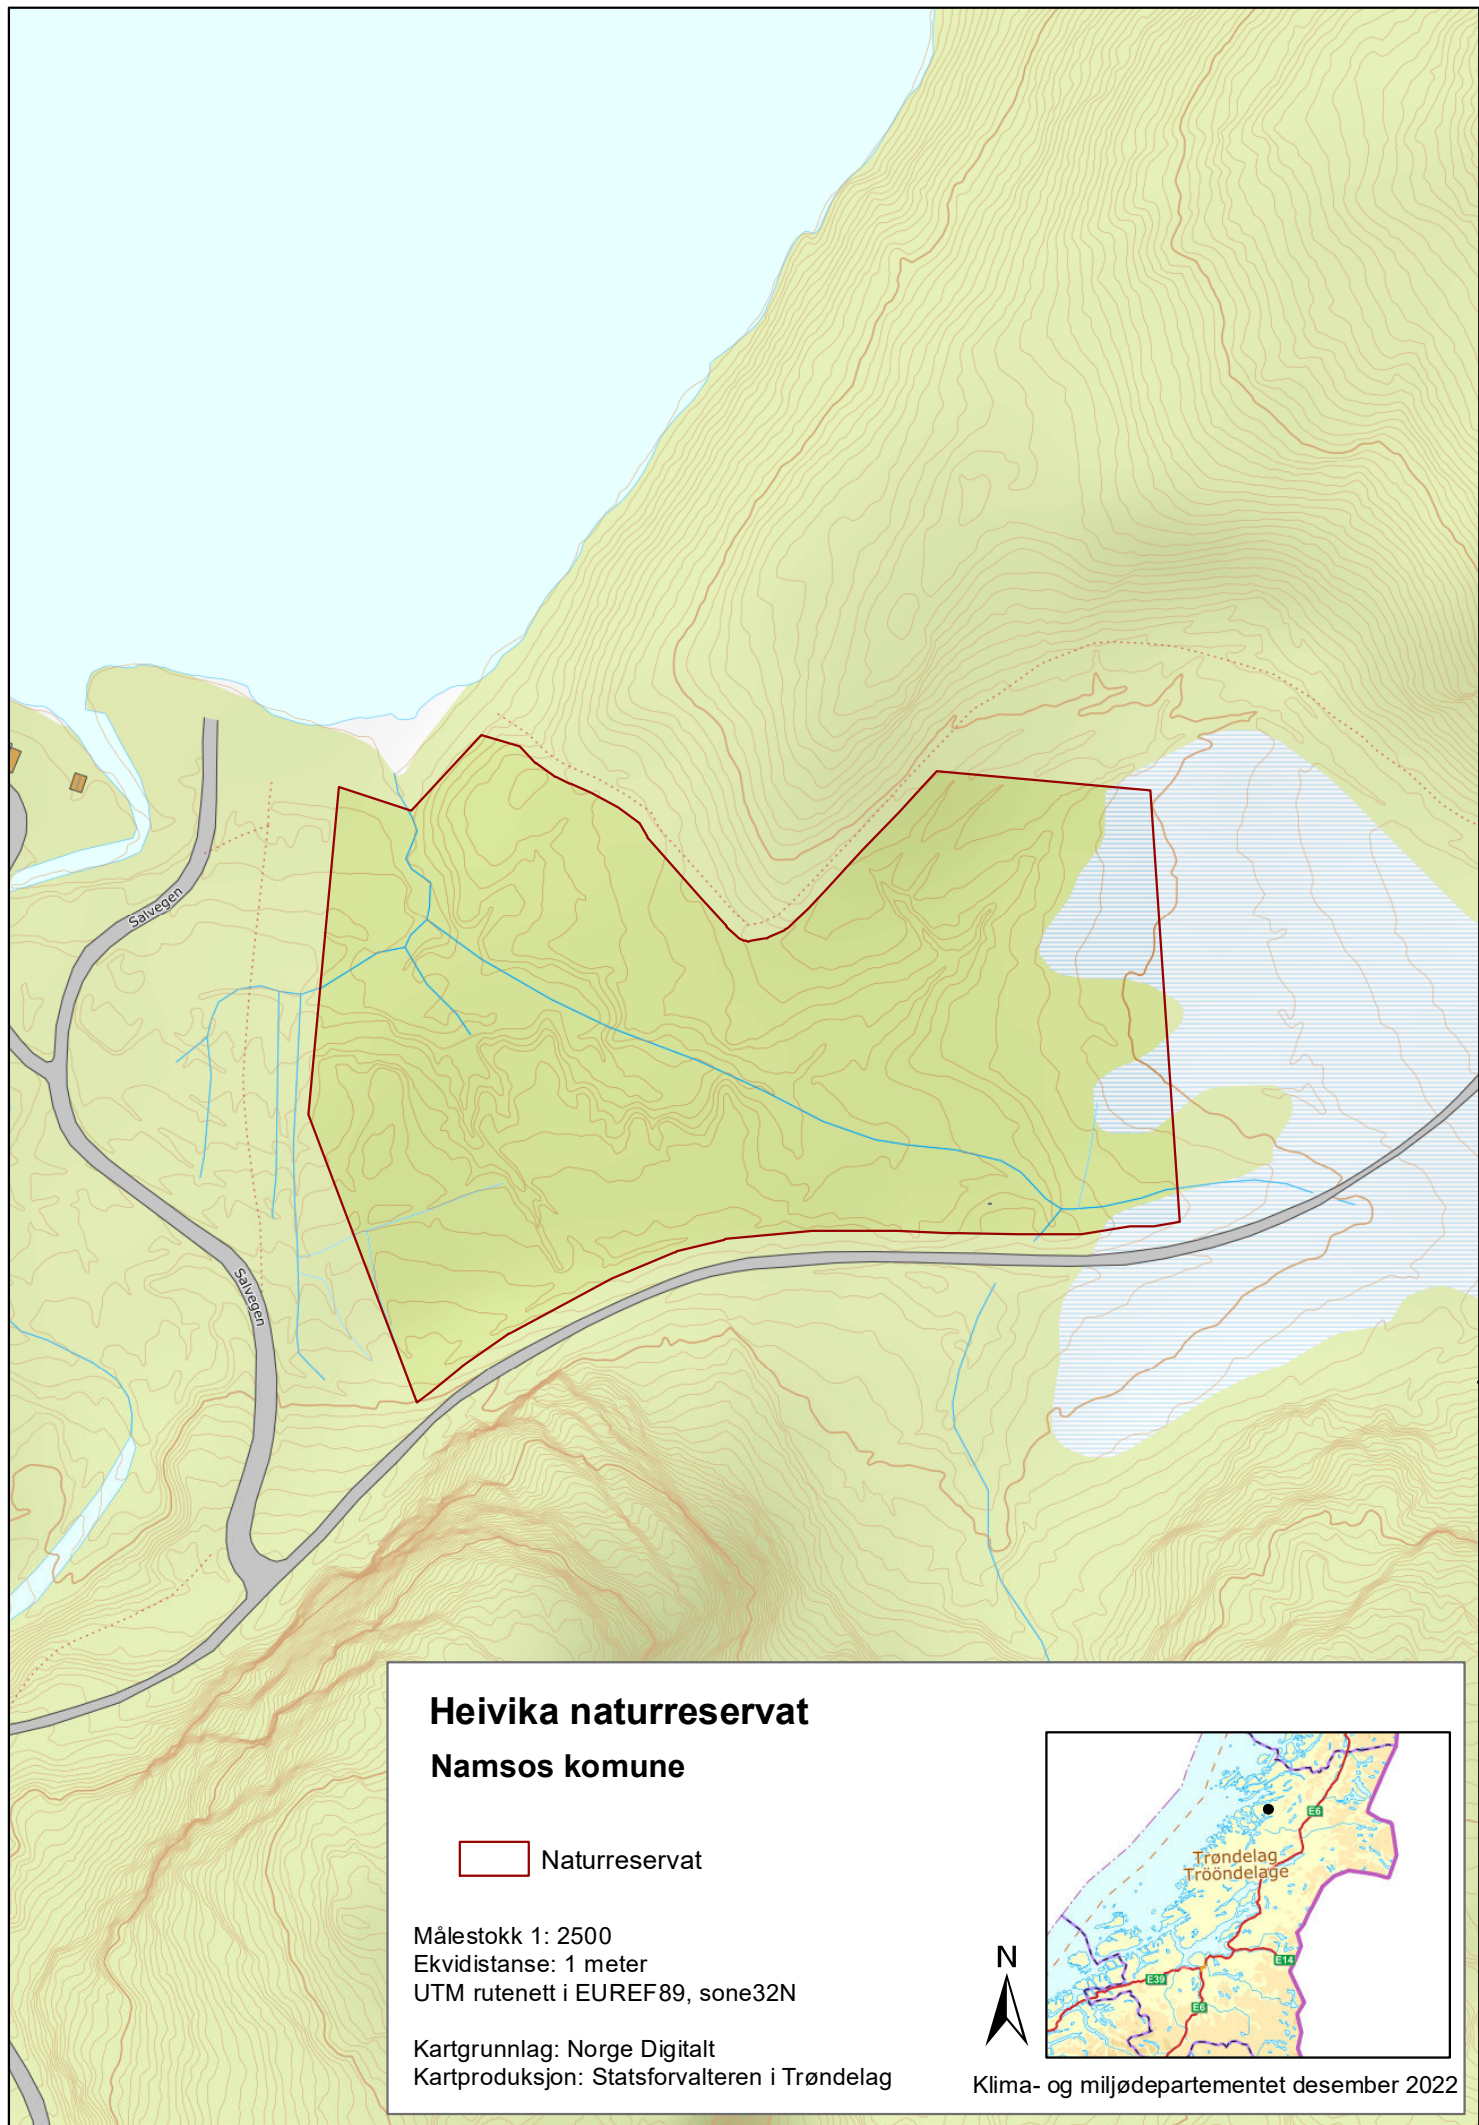 Salvegen
Salvegen
Heivika naturreservat
Namsos komune
Naturreservat
Målestokk 1: 2500
Ekvidistanse: 1 meter
UTM rutenett i EUREF89, sone32N
Kartgrunnlag: Norge Digitalt
Kartproduksjon: Statsforvalteren i Trøndelag
N
E6
Trøndelag
Trööndelage
E14
E39
E6
Klima- og miljødepartementet desember 2022